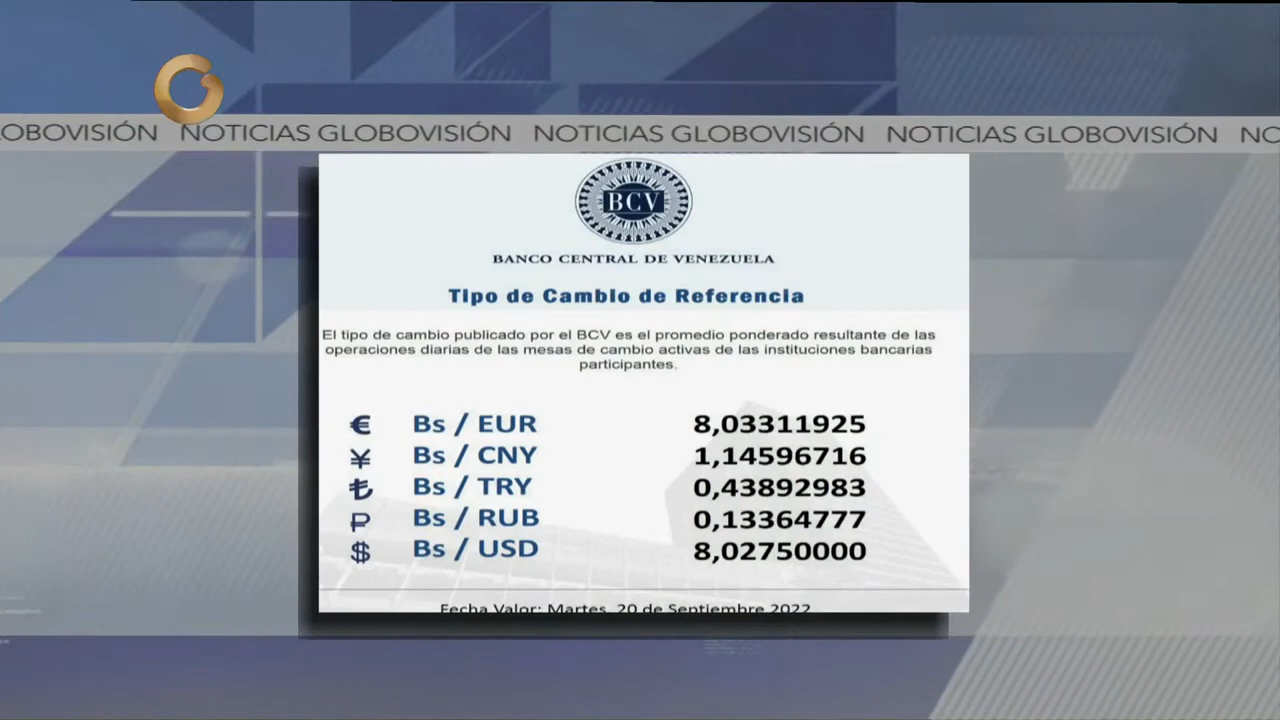 OBOVISIÓN NOTICIAS GLOBOVISIÓN NOTICIAS GLOBOVISIÓN NOTICIAS GLOBOVISIÓN NO
BCV
BANCO CENTRAL DE VENEZUELA
Tipo de Cambio de Referencia
El tipo de cambio publicado por el BCV es el promedio ponderado resultante de las
operaciones diarias de las mesas de cambio activas de las instituciones bancarias
participantes.
€ Bs / EUR 8,03311925
¥ Bs / CNY 1,14596716
₺ Bs / TRY 0,43892983
₽ Bs / RUB 0,13364777
$ Bs / USD 8,02750000
Fecha Valor: Martes, 20 de Septiembre 2022